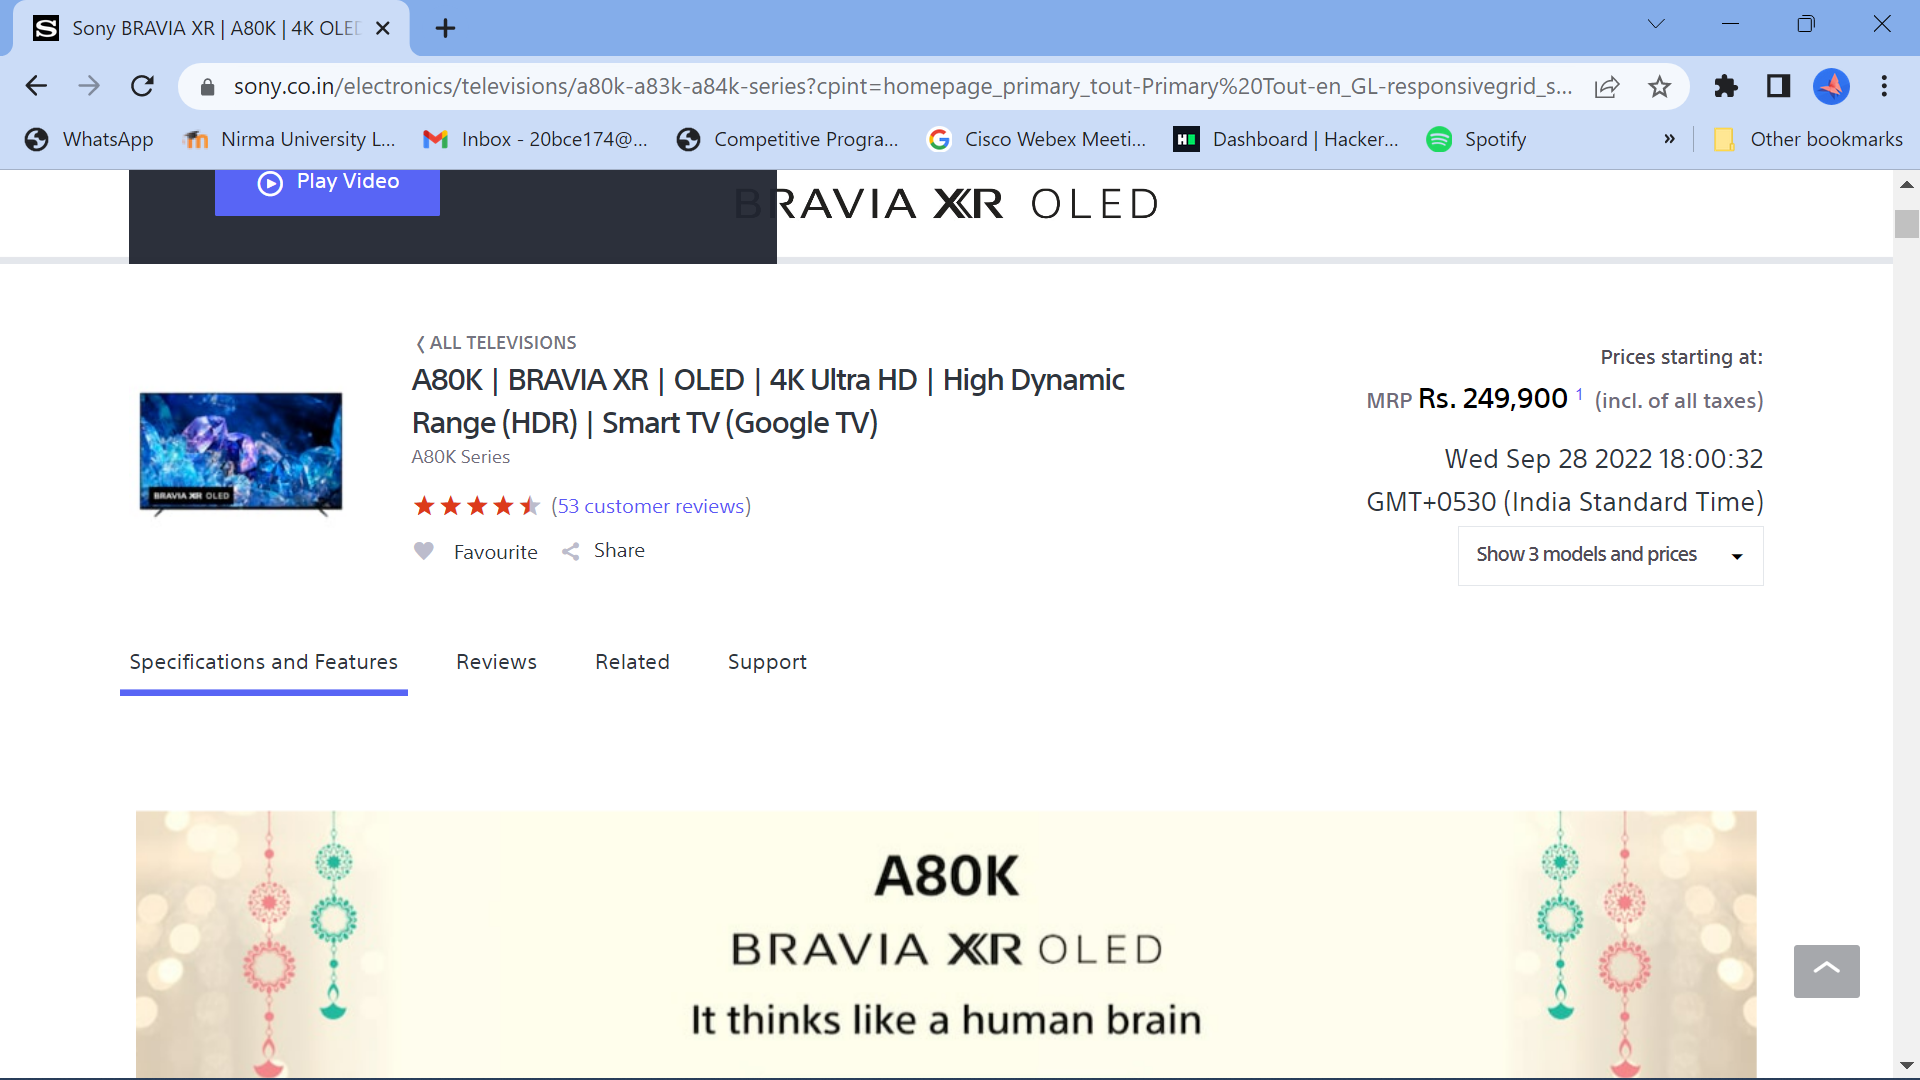 Sony BRAVIA XR | A80K | 4K OLED
sony.co.in/electronics/televisions/a80k-a83k-a84k-series?cpint=homepage_primary_tout-Primary%20Tout-en_GL-responsivegrid_s...
WhatsApp
Nirma University L...
Inbox - 20bce174@...
Competitive Progra...
Cisco Webex Meeti...
Dashboard | Hacker...
Spotify
»
Other bookmarks
Play Video
BRAVIA XR OLED
ALL TELEVISIONS
A80K | BRAVIA XR | OLED | 4K Ultra HD | High Dynamic
Range (HDR) | Smart TV (Google TV)
A80K Series
BRAVIA XR OLED
(53 customer reviews)
Favourite
Share
Prices starting at:
MRP Rs. 249,900 1 (incl. of all taxes)
Wed Sep 28 2022 18:00:32
GMT+0530 (India Standard Time)
Show 3 models and prices
Specifications and Features
Reviews
Related
Support
A80K
BRAVIA XR OLED
It thinks like a human brain